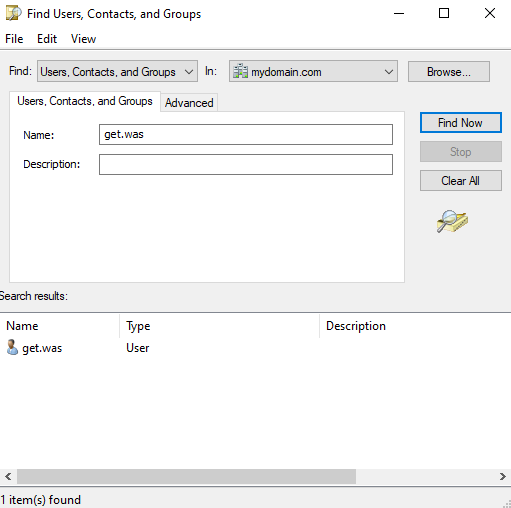 Find Users, Contacts, and Groups
File Edit View
Find: Users, Contacts, and Groups In: mydomain.com Browse...
Users, Contacts, and Groups Advanced
Find Now
Name: get.was
Stop
Description:
Clear All
Search results:
Name Type Description
get.was User
1 item(s) found